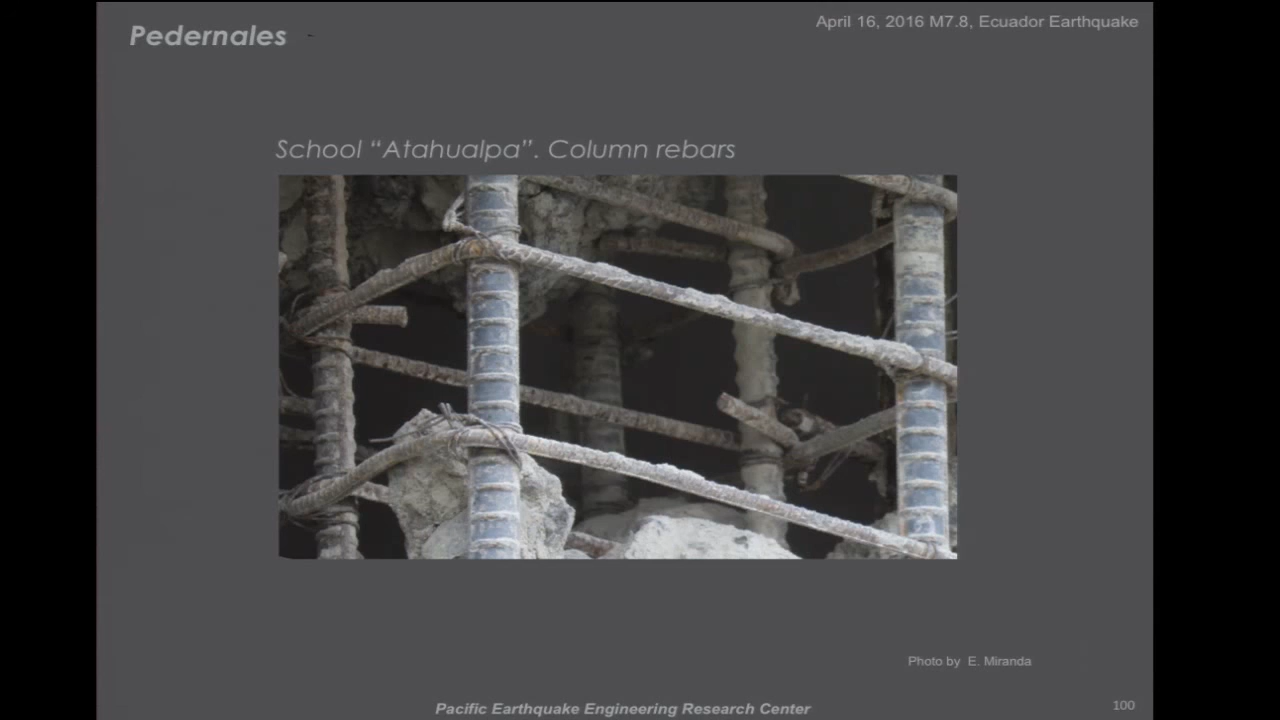 Pedernales
April 16, 2016 M7.8, Ecuador Earthquake
School “Atahualpa”. Column rebars
Photo by E. Miranda
Pacific Earthquake Engineering Research Center
100